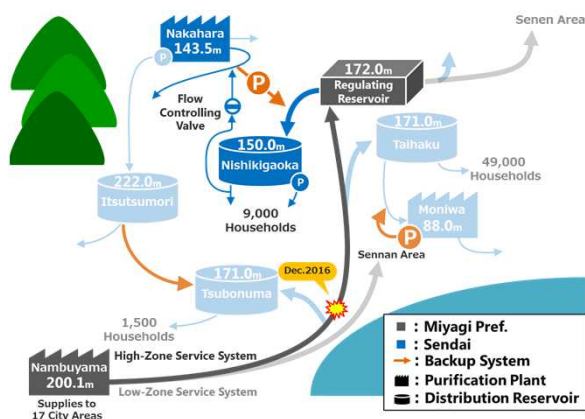 Nakahara
143.5m
P
Senen Area
P
172.0m
Regulating
Reservoir
Flow
Controlling
Valve
171.0m
Taihaku
150.0m
Nishikigaoka
P
49,000
Households
222.0m
Itsutsumori
9,000
Households
Moniwa
88.0m
P
Sennan Area
171.0m
Tsubonuma
Dec.2016
1,500
Households
High-Zone Service System
Nambuyama
200.1m
Low-Zone Service System
Supplies to
17 City Areas
: Miyagi Pref.
: Sendai
: Backup System
: Purification Plant
: Distribution Reservoir